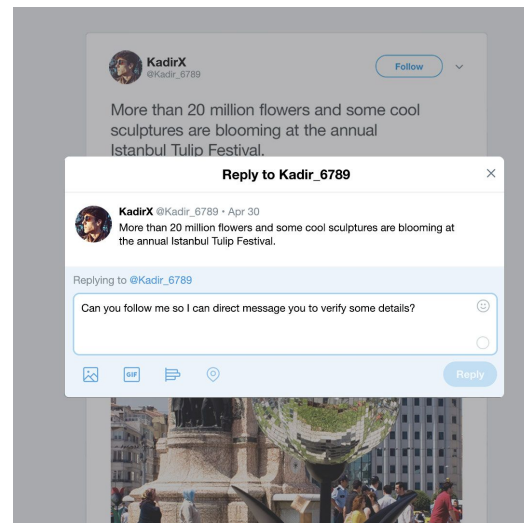 KadirX
@Kadir_6789
Follow
More than 20 million flowers and some cool
sculptures are blooming at the annual
Istanbul Tulip Festival.
Reply to Kadir_6789
KadirX @Kadir_6789 • Apr 30
More than 20 million flowers and some cool sculptures are blooming at
the annual Istanbul Tulip Festival.
Replying to @Kadir_6789
Can you follow me so I can direct message you to verify some details?
GIF
Reply